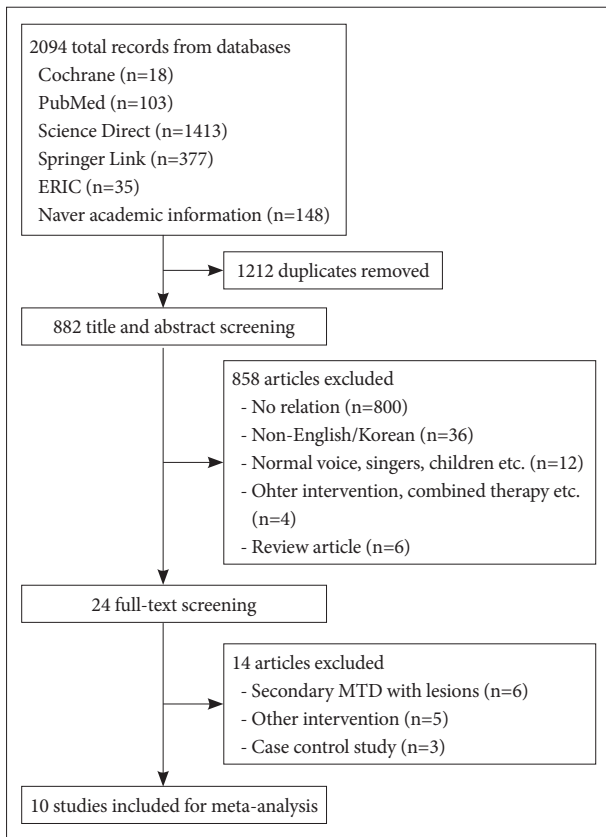 2094 total records from databases
Cochrane (n=18)
PubMed (n=103)
Science Direct (n=1413)
Springer Link (n=377)
ERIC (n=35)
Naver academic information (n=148)
1212 duplicates removed
882 title and abstract screening
858 articles excluded
- No relation (n=800)
- Non-English/Korean (n=36)
- Normal voice, singers, children etc. (n=12)
- Ohter intervention, combined therapy etc.
(n=4)
- Review article (n=6)
24 full-text screening
14 articles excluded
- Secondary MTD with lesions (n=6)
- Other intervention (n=5)
- Case control study (n=3)
10 studies included for meta-analysis